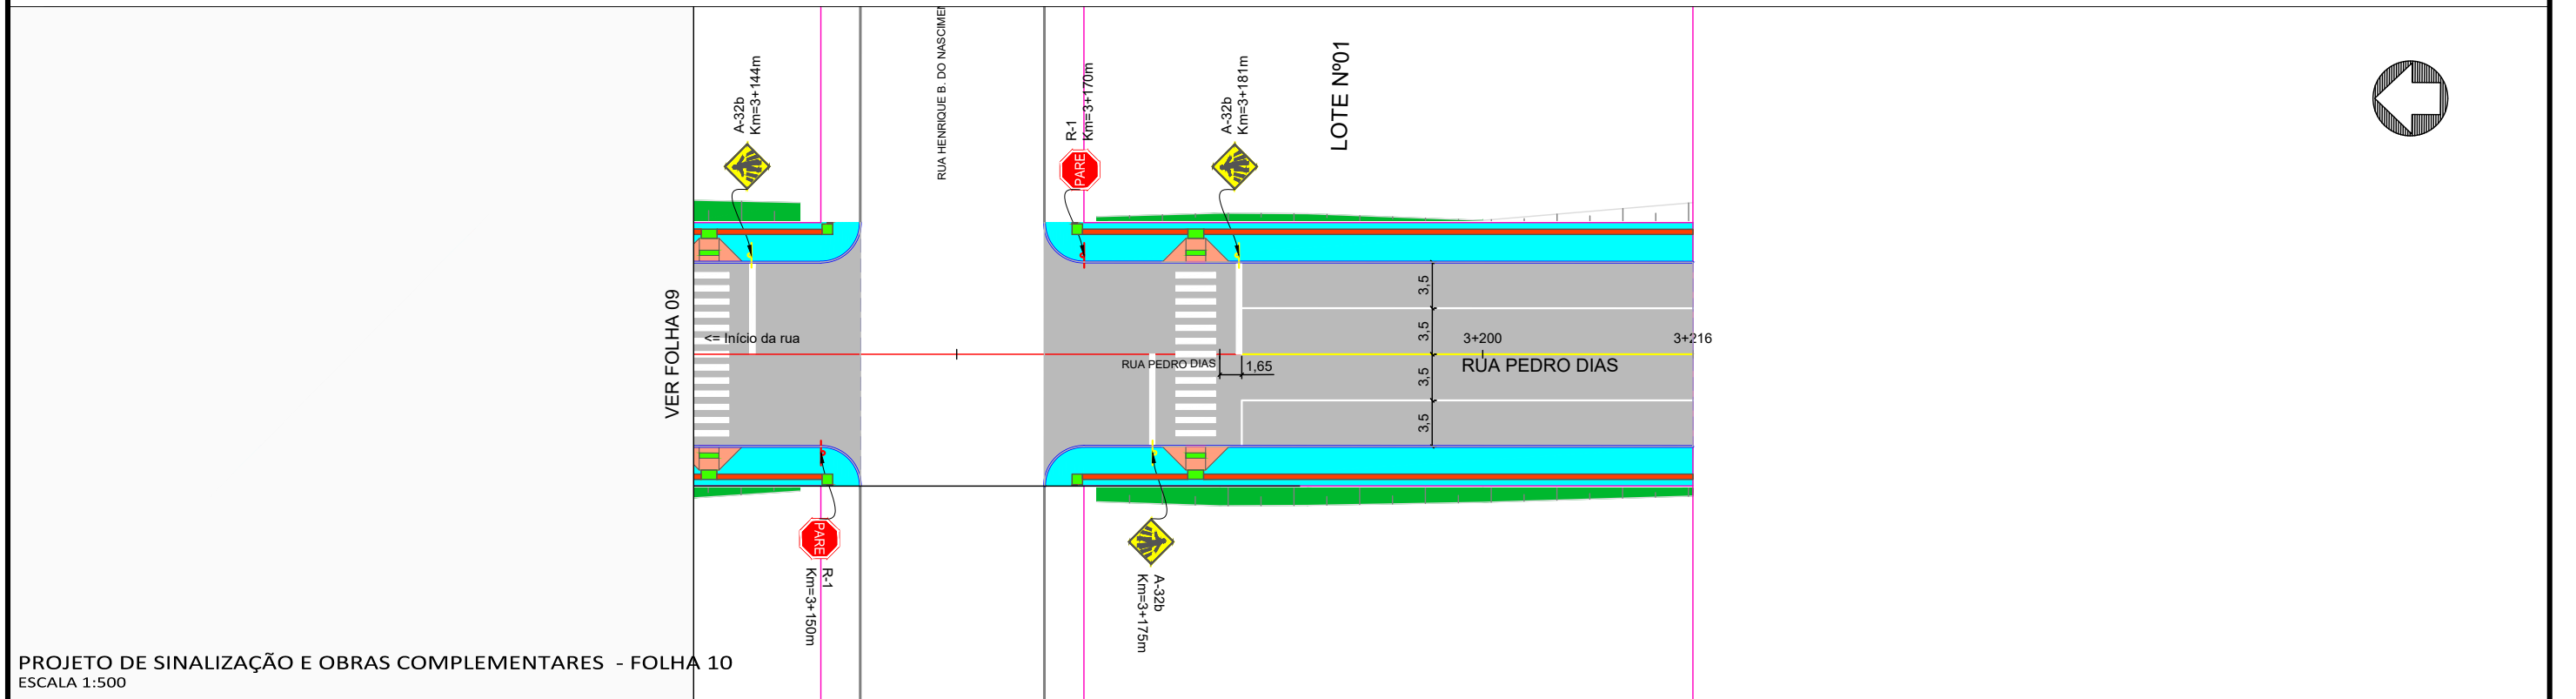 A-32b
Km=3+144m
RUA HENRIQUE B. DO NASCIMEN
R-1
Km=3+170m
A-32b
Km=3+181m
LOTE Nº01
PARE
VER FOLHA 09
<= Início da rua
RUA PEDRO DIAS
1,65
3,5
3,5
3,5
3,5
3+200
3+216
RUA PEDRO DIAS
PARE
R-1
Km=3+150m
A-32b
Km=3+175m
PROJETO DE SINALIZAÇÃO E OBRAS COMPLEMENTARES - FOLHA 10
ESCALA 1:500